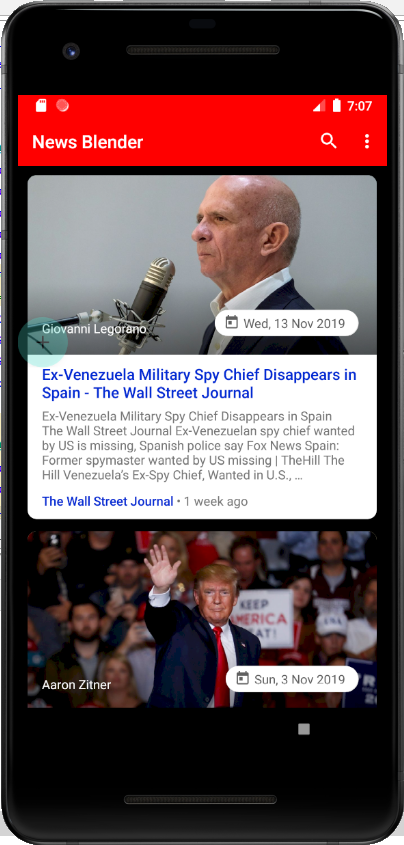 7:07
News Blender
Giovanni Legorano
Wed, 13 Nov 2019
Ex-Venezuela Military Spy Chief Disappears in
Spain - The Wall Street Journal
Ex-Venezuela Military Spy Chief Disappears in Spain
The Wall Street Journal Ex-Venezuelan spy chief wanted
by US is missing, Spanish police say Fox News Spain:
Former spymaster wanted by US missing | TheHill The
Hill Venezuela's Ex-Spy Chief, Wanted in U.S., …
The Wall Street Journal • 1 week ago
KEEP
AMERICA
EAT!
Aaron Zitner
Sun, 3 Nov 2019